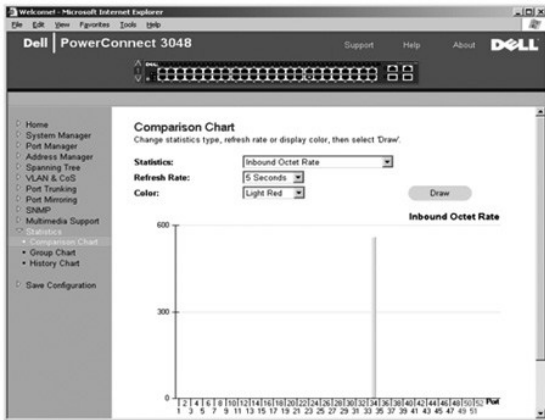 Welcome! - Microsoft Internet Explorer
File Edit View Favorites Tools Help
Dell | PowerConnect 3048
Support Help About DELL
Home
System Manager
Port Manager
Address Manager
Spanning Tree
VLAN & CoS
Port Trunking
Port Mirroring
SNMP
Multimedia Support
Statistics
Comparison Chart
Group Chart
History Chart
Save Configuration
Comparison Chart
Change statistics type, refresh rate or display color, then select 'Draw'.
Statistics: Inbound Octet Rate
Refresh Rate: 5 Seconds
Color: Light Red
Draw
Inbound Octet Rate
600
300
0
2 4 6 8 10 12 14 16 18 20 22 24 26 28 30 32 34 36 38 40 42 44 46 48 50 52 Port
1 3 5 7 9 11 13 15 17 19 21 23 25 27 29 31 33 35 37 39 41 43 45 47 49 51